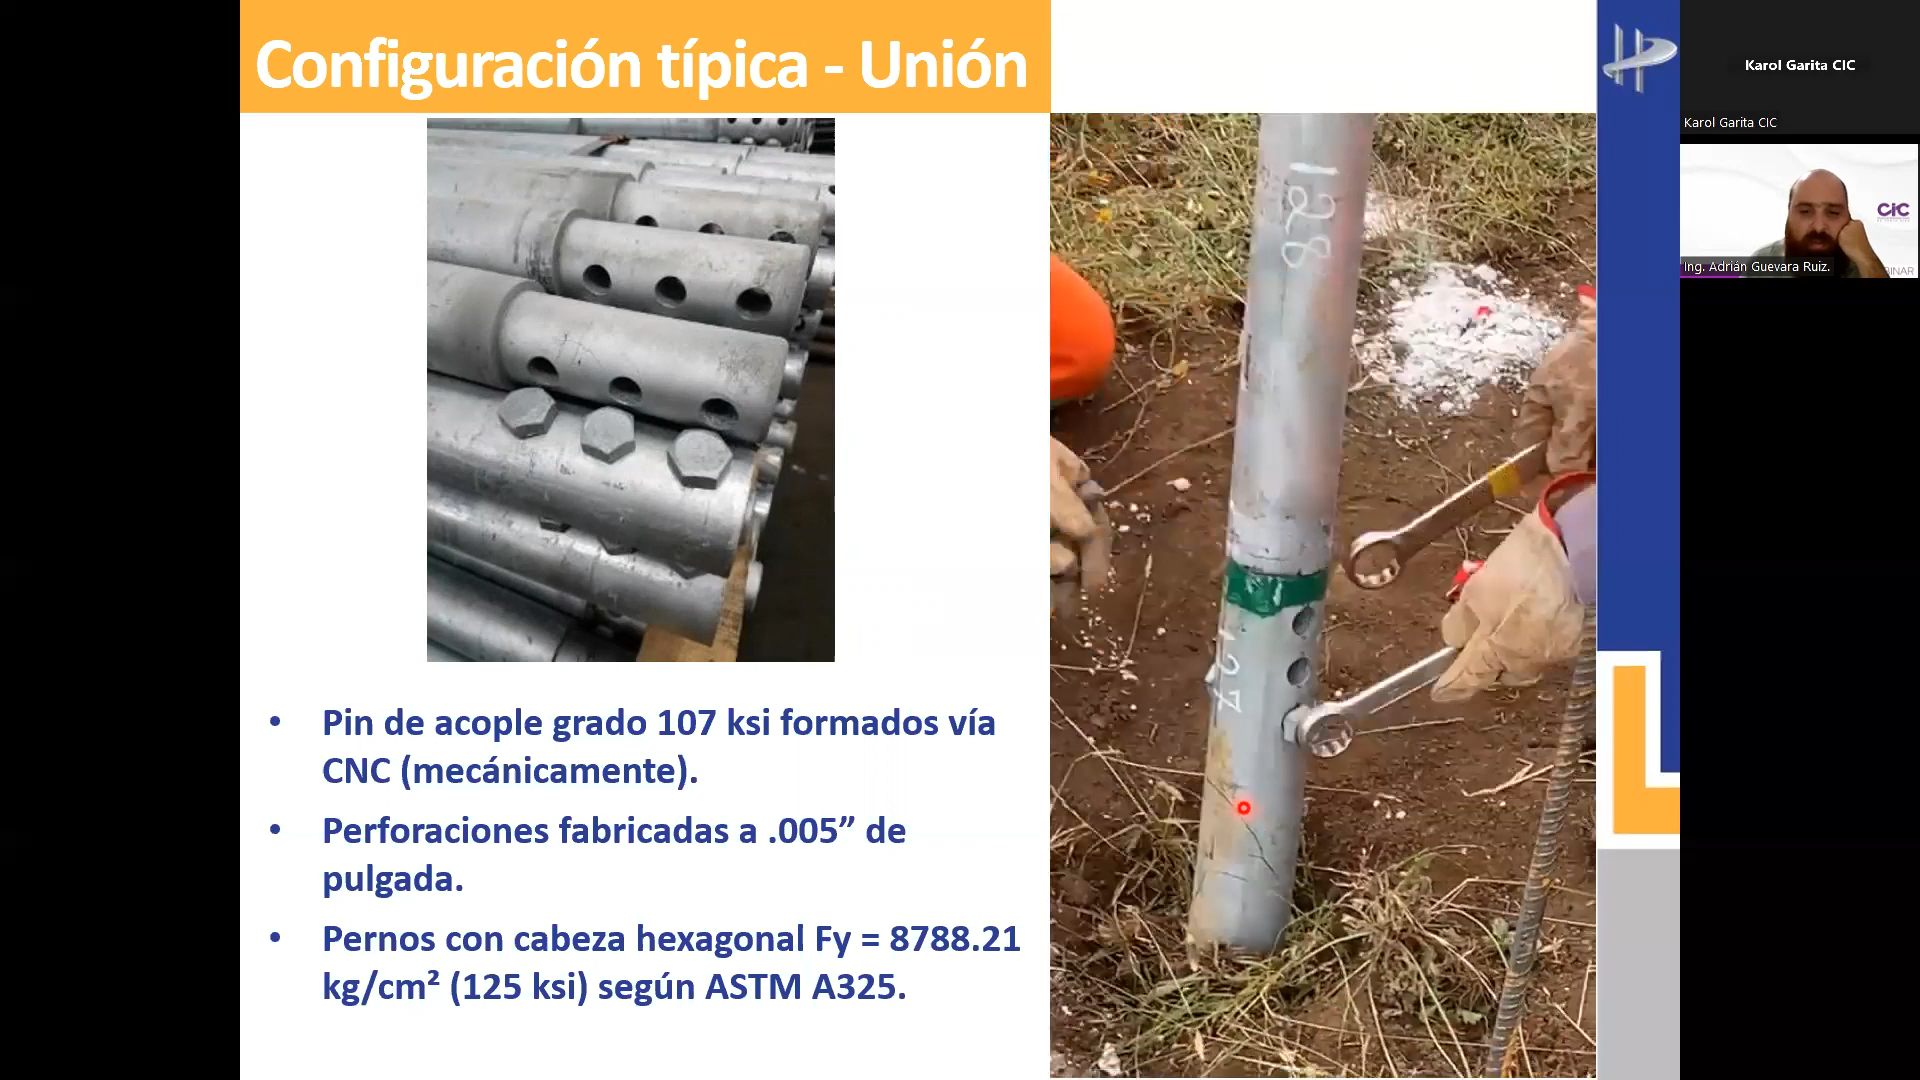 Configuración típica - Unión
128
127
• Pin de acople grado 107 ksi formados vía
CNC (mecánicamente).
• Perforaciones fabricadas a .005” de
pulgada.
• Pernos con cabeza hexagonal Fy = 8788.21
kg/cm² (125 ksi) según ASTM A325.
Karol Garita CIC
Karol Garita CIC
CIC
Ing. Adrián Guevara Ruiz.